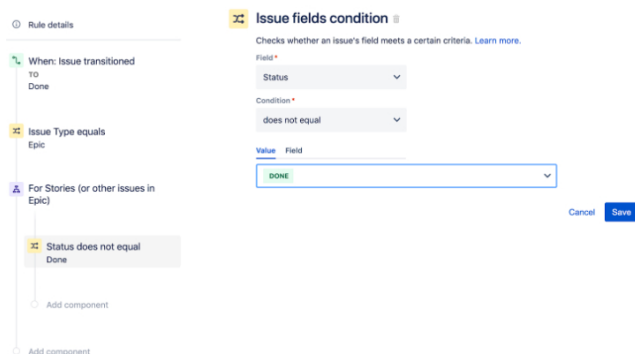 Rule details
When: Issue transitioned
TO
Done
Issue Type equals
Epic
For Stories (or other issues in
Epic)
Status does not equal
Done
Add component
Add component
Issue fields condition
Checks whether an issue's field meets a certain criteria. Learn more.
Field *
Status
Condition *
does not equal
Value Field
DONE
Cancel Save